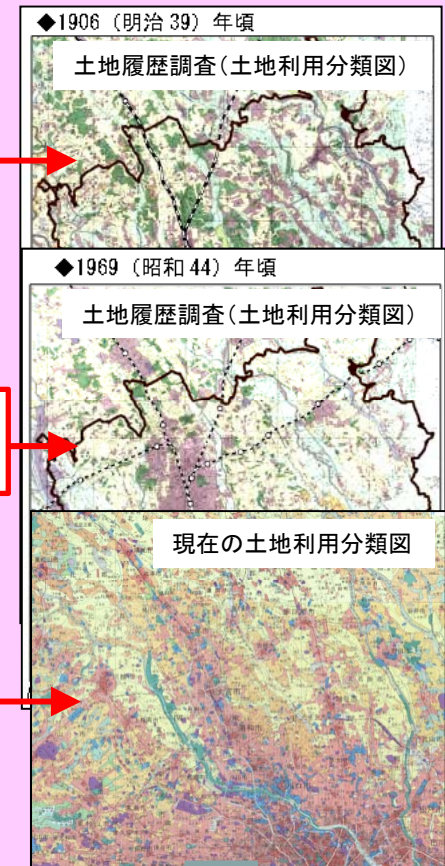 ◆1906（明治 39）年頃
土地履歴調査（土地利用分類図）
◆1969（昭和 44）年頃
土地履歴調査（土地利用分類図）
現在の土地利用分類図